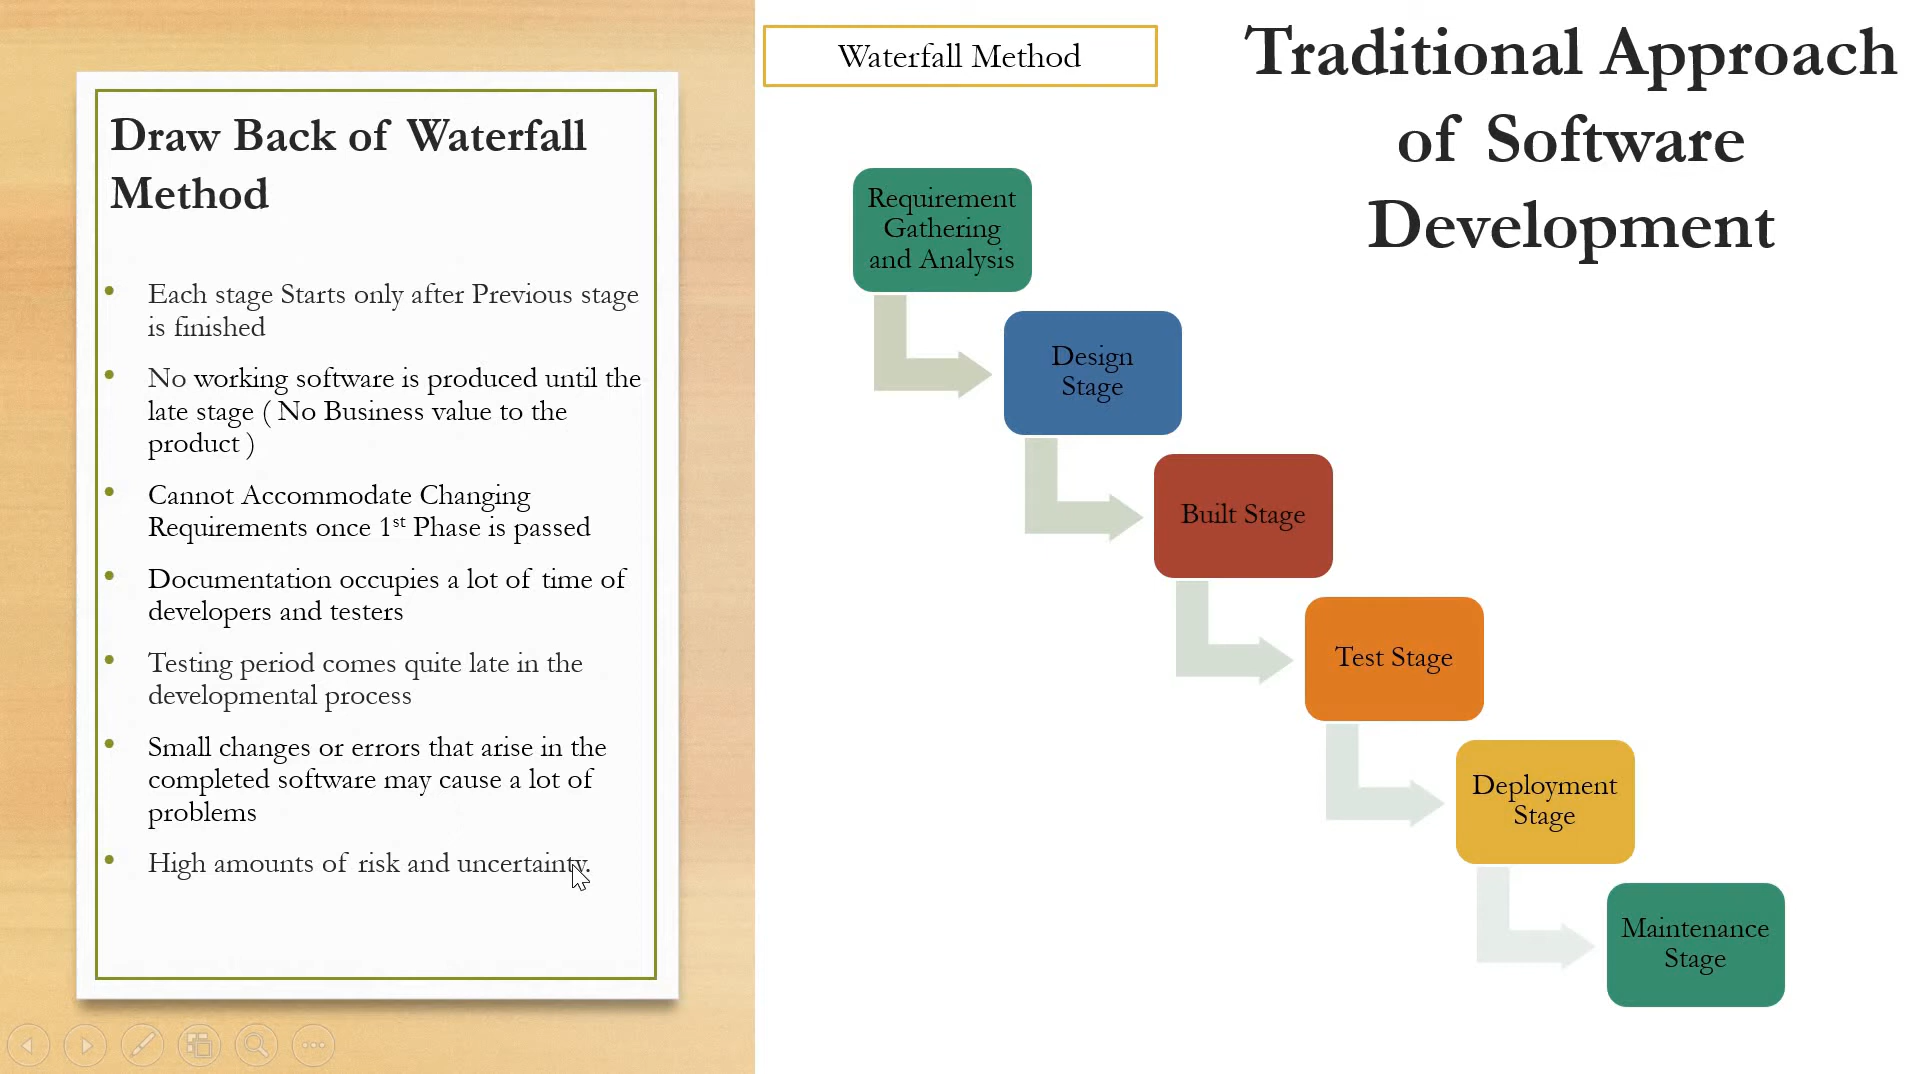 Draw Back of Waterfall
Method
Each stage Starts only after Previous stage
is finished
No working software is produced until the
late stage ( No Business value to the
product )
Cannot Accommodate Changing
Requirements once 1st Phase is passed
Documentation occupies a lot of time of
developers and testers
Testing period comes quite late in the
developmental process
Small changes or errors that arise in the
completed software may cause a lot of
problems
High amounts of risk and uncertainty.
Waterfall Method
Traditional Approach
of Software
Development
Requirement
Gathering
and Analysis
Design
Stage
Built Stage
Test Stage
Deployment
Stage
Maintenance
Stage